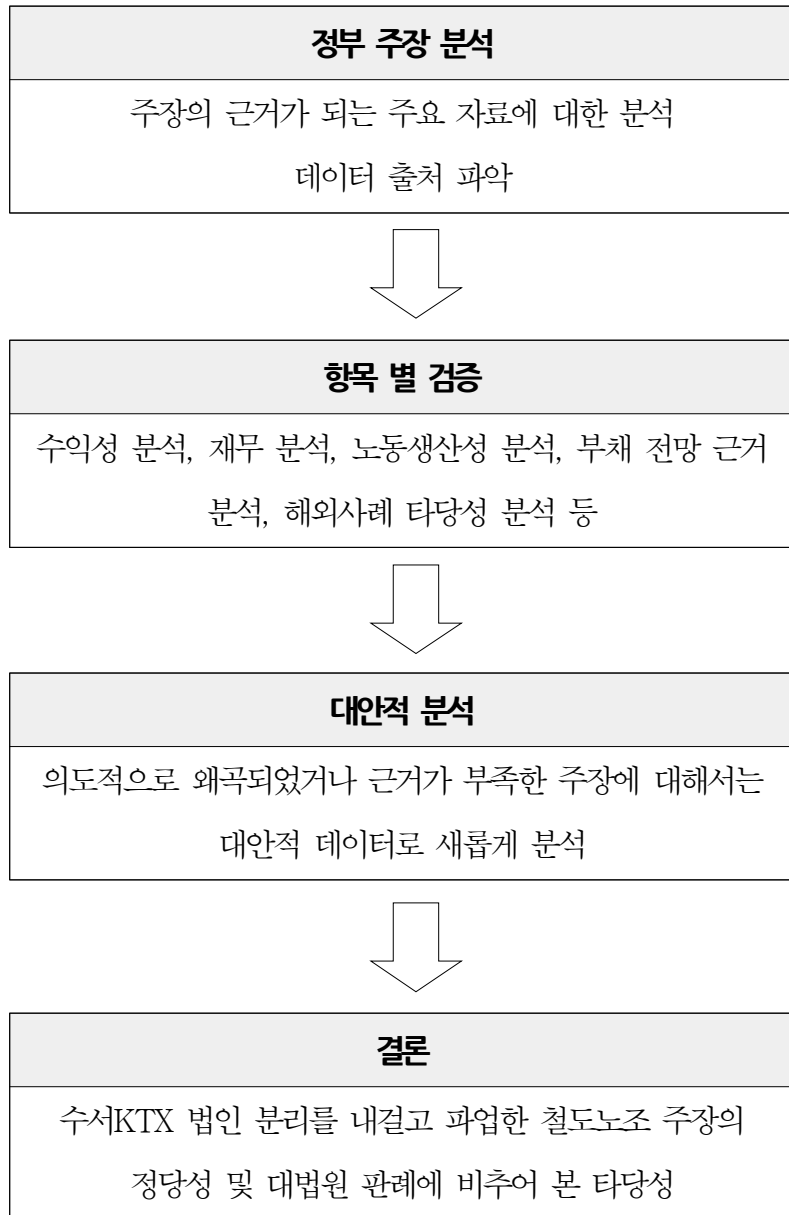 정부 주장 분석
주장의 근거가 되는 주요 자료에 대한 분석
데이터 출처 파악
항목 별 검증
수익성 분석, 재무 분석, 노동생산성 분석, 부채 전망 근거
분석, 해외사례 타당성 분석 등
대안적 분석
의도적으로 왜곡되었거나 근거가 부족한 주장에 대해서는
대안적 데이터로 새롭게 분석
결론
수서KTX 법인 분리를 내걸고 파업한 철도노조 주장의
정당성 및 대법원 판례에 비추어 본 타당성